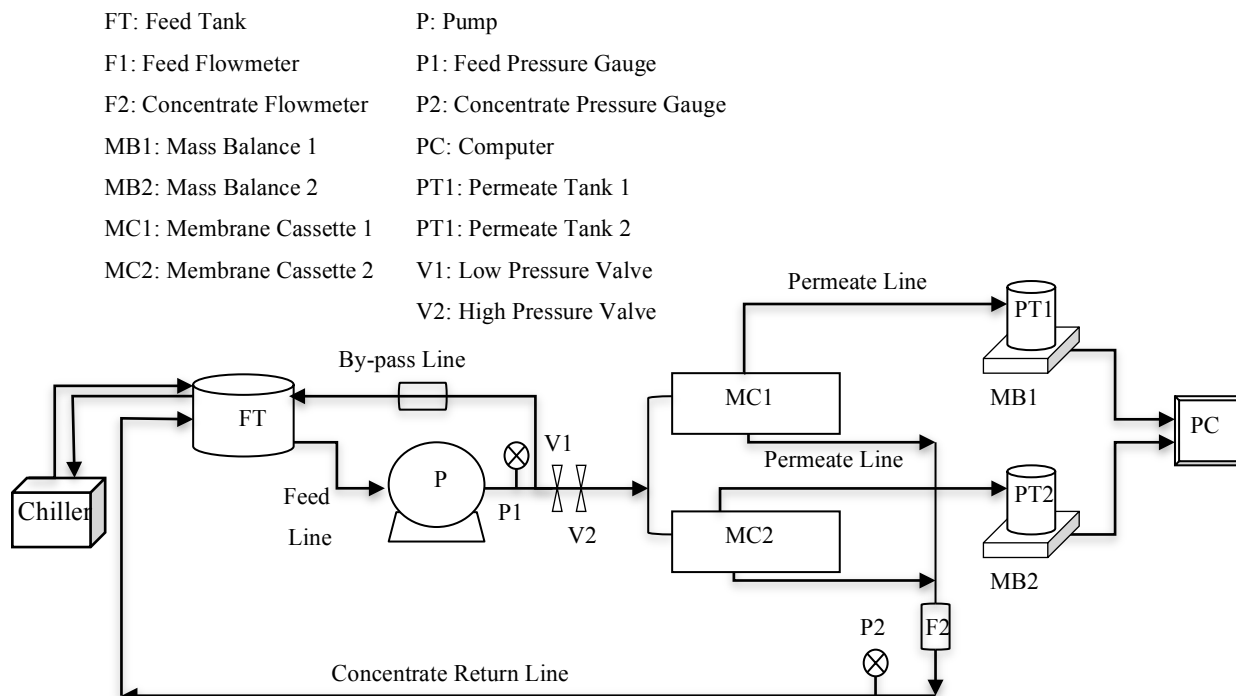 FT: Feed Tank
P: Pump
F1: Feed Flowmeter
P1: Feed Pressure Gauge
F2: Concentrate Flowmeter
P2: Concentrate Pressure Gauge
MB1: Mass Balance 1
PC: Computer
MB2: Mass Balance 2
PT1: Permeate Tank 1
MC1: Membrane Cassette 1
PT1: Permeate Tank 2
MC2: Membrane Cassette 2
V1: Low Pressure Valve
V2: High Pressure Valve
Permeate Line
PT1
By-pass Line
MB1
FT
MC1
PC
V1
Permeate Line
P
Feed
Line
P1
V2
PT2
Chiller
MC2
MB2
P2
F2
Concentrate Return Line